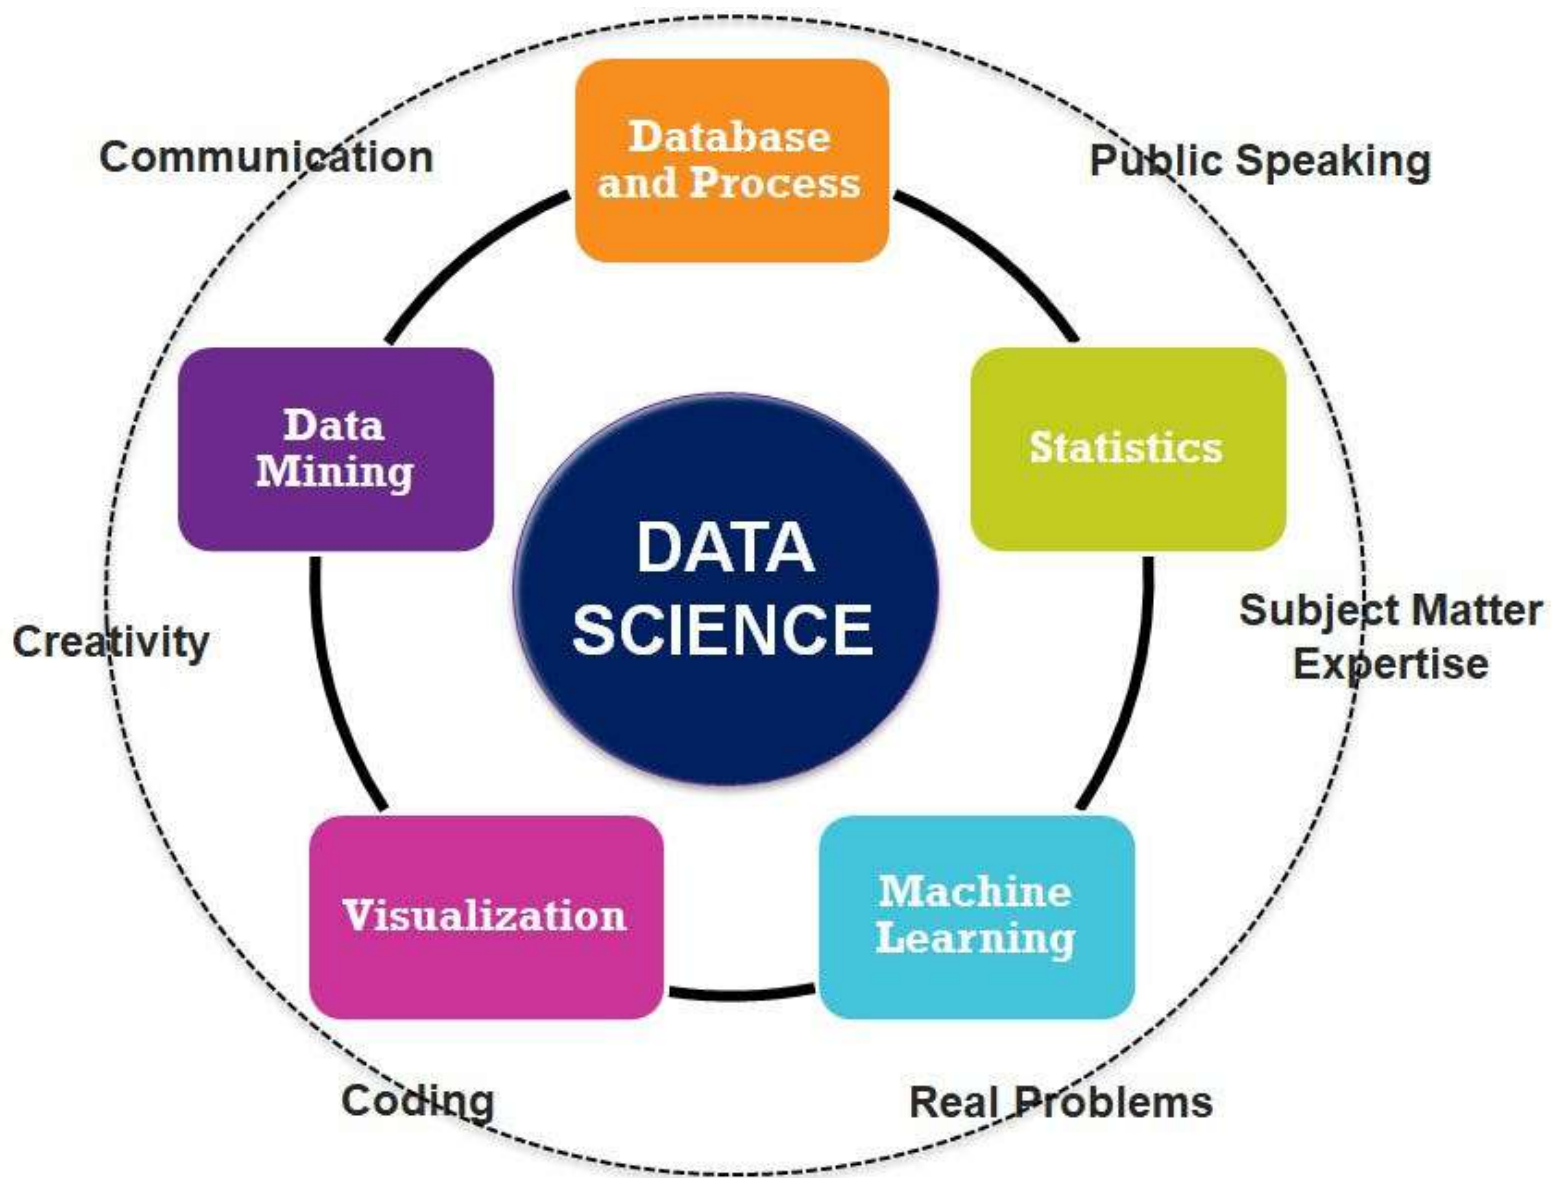 Database
and Process
Communication
Public Speaking
Data
Mining
Statistics
DATA
SCIENCE
Creativity
Subject Matter
Expertise
Visualization
Machine
Learning
Coding
Real Problems